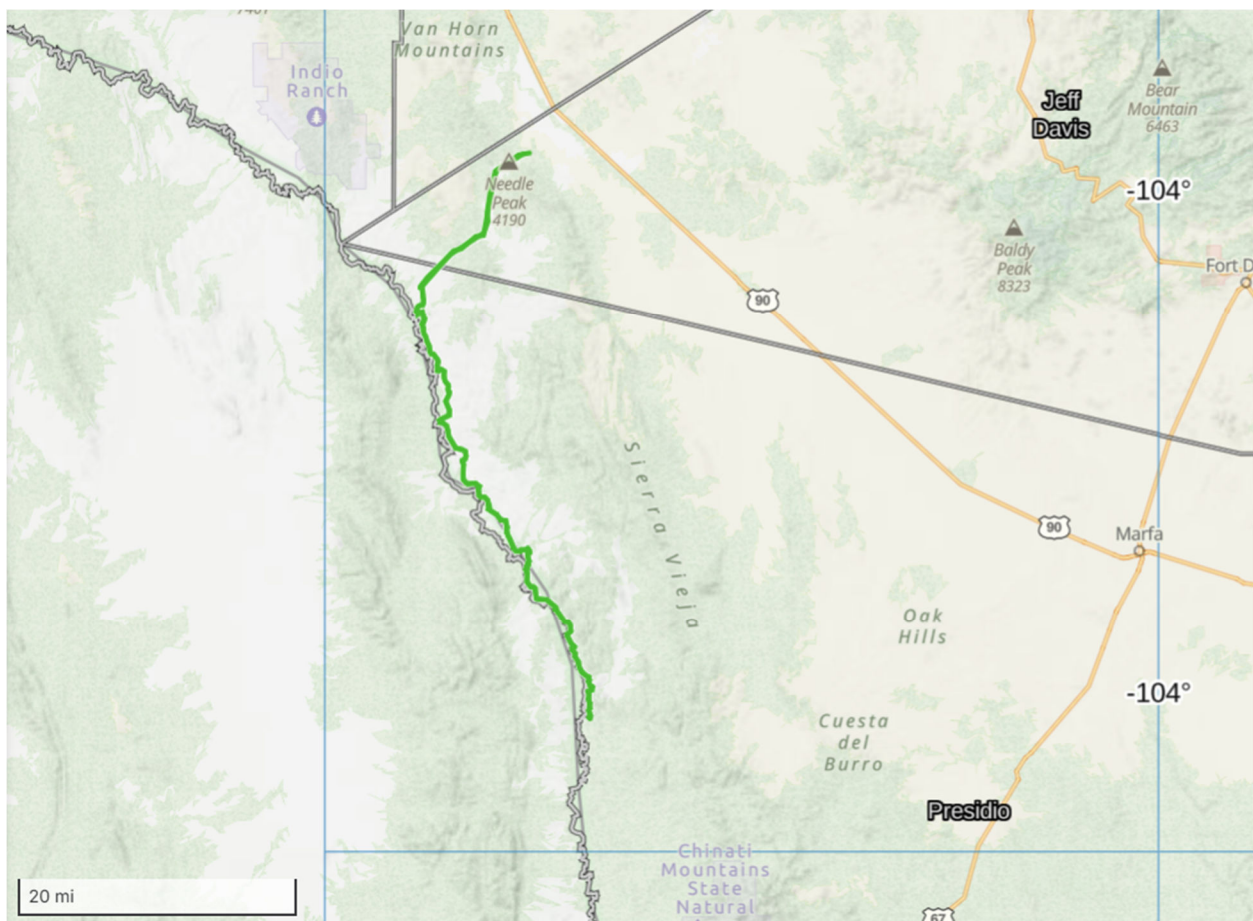 Van Horn
Mountains
Indio
Ranch
Jeff
Davis
Bear
Mountain
6463
Needle
Peak
4190
-104°
Baldy
Peak
8323
Fort D
90
Sierra Vieja
90
Marfa
Oak
Hills
-104°
Cuesta
del
Burro
Presidio
Chinati
Mountains
State
Natural
20 mi
67